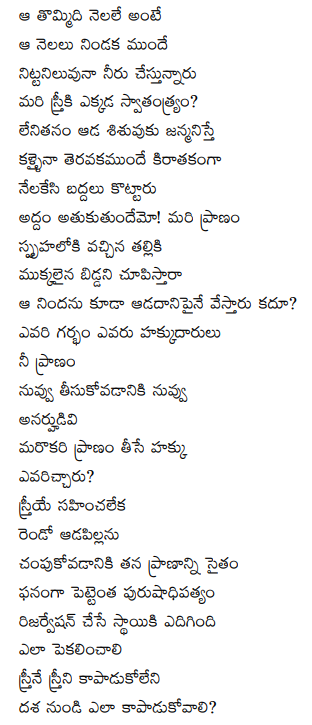 ఆ తొమ్మిది నెలలే అంటే
ఆ నెలలు నిండక ముందే
నిట్టనిలువునా నీరు చేస్తున్నారు
మరి స్త్రీకి ఎక్కడ స్వాతంత్ర్యం?
లేనితనం ఆడ శిశువుకు జన్మనిస్తే
కళ్ళైనా తెరవకముందే కిరాతకంగా
నేలకేసి బద్దలు కొట్టారు
అద్దం అతుకుతుందేమో! మరి ప్రాణం
స్పృహలోకి వచ్చిన తల్లికి
ముక్కలైన బిడ్డని చూపిస్తారా
ఆ నిందను కూడా ఆడదానిపైనే వేస్తారు కదూ?
ఎవరి గర్భం ఎవరు హక్కుదారులు
నీ ప్రాణం
నువ్వు తీసుకోవడానికి నువ్వు
అనర్హుడివి
మరొకరి ప్రాణం తీసే హక్కు
ఎవరిచ్చారు?
స్త్రీయే సహించలేక
రెండో ఆడపిల్లను
చంపుకోవడానికి తన ప్రాణాన్ని సైతం
ఫనంగా పెట్టెంత పురుషాధివత్యం
రిజర్వేషన్ చేసే స్థాయికి ఎదిగింది
ఎలా పెకలించాలి
స్త్రీనే స్త్రీని కాపాడుకోలేని
దశ నుండి ఎలా కాపాడుకోవాలి?